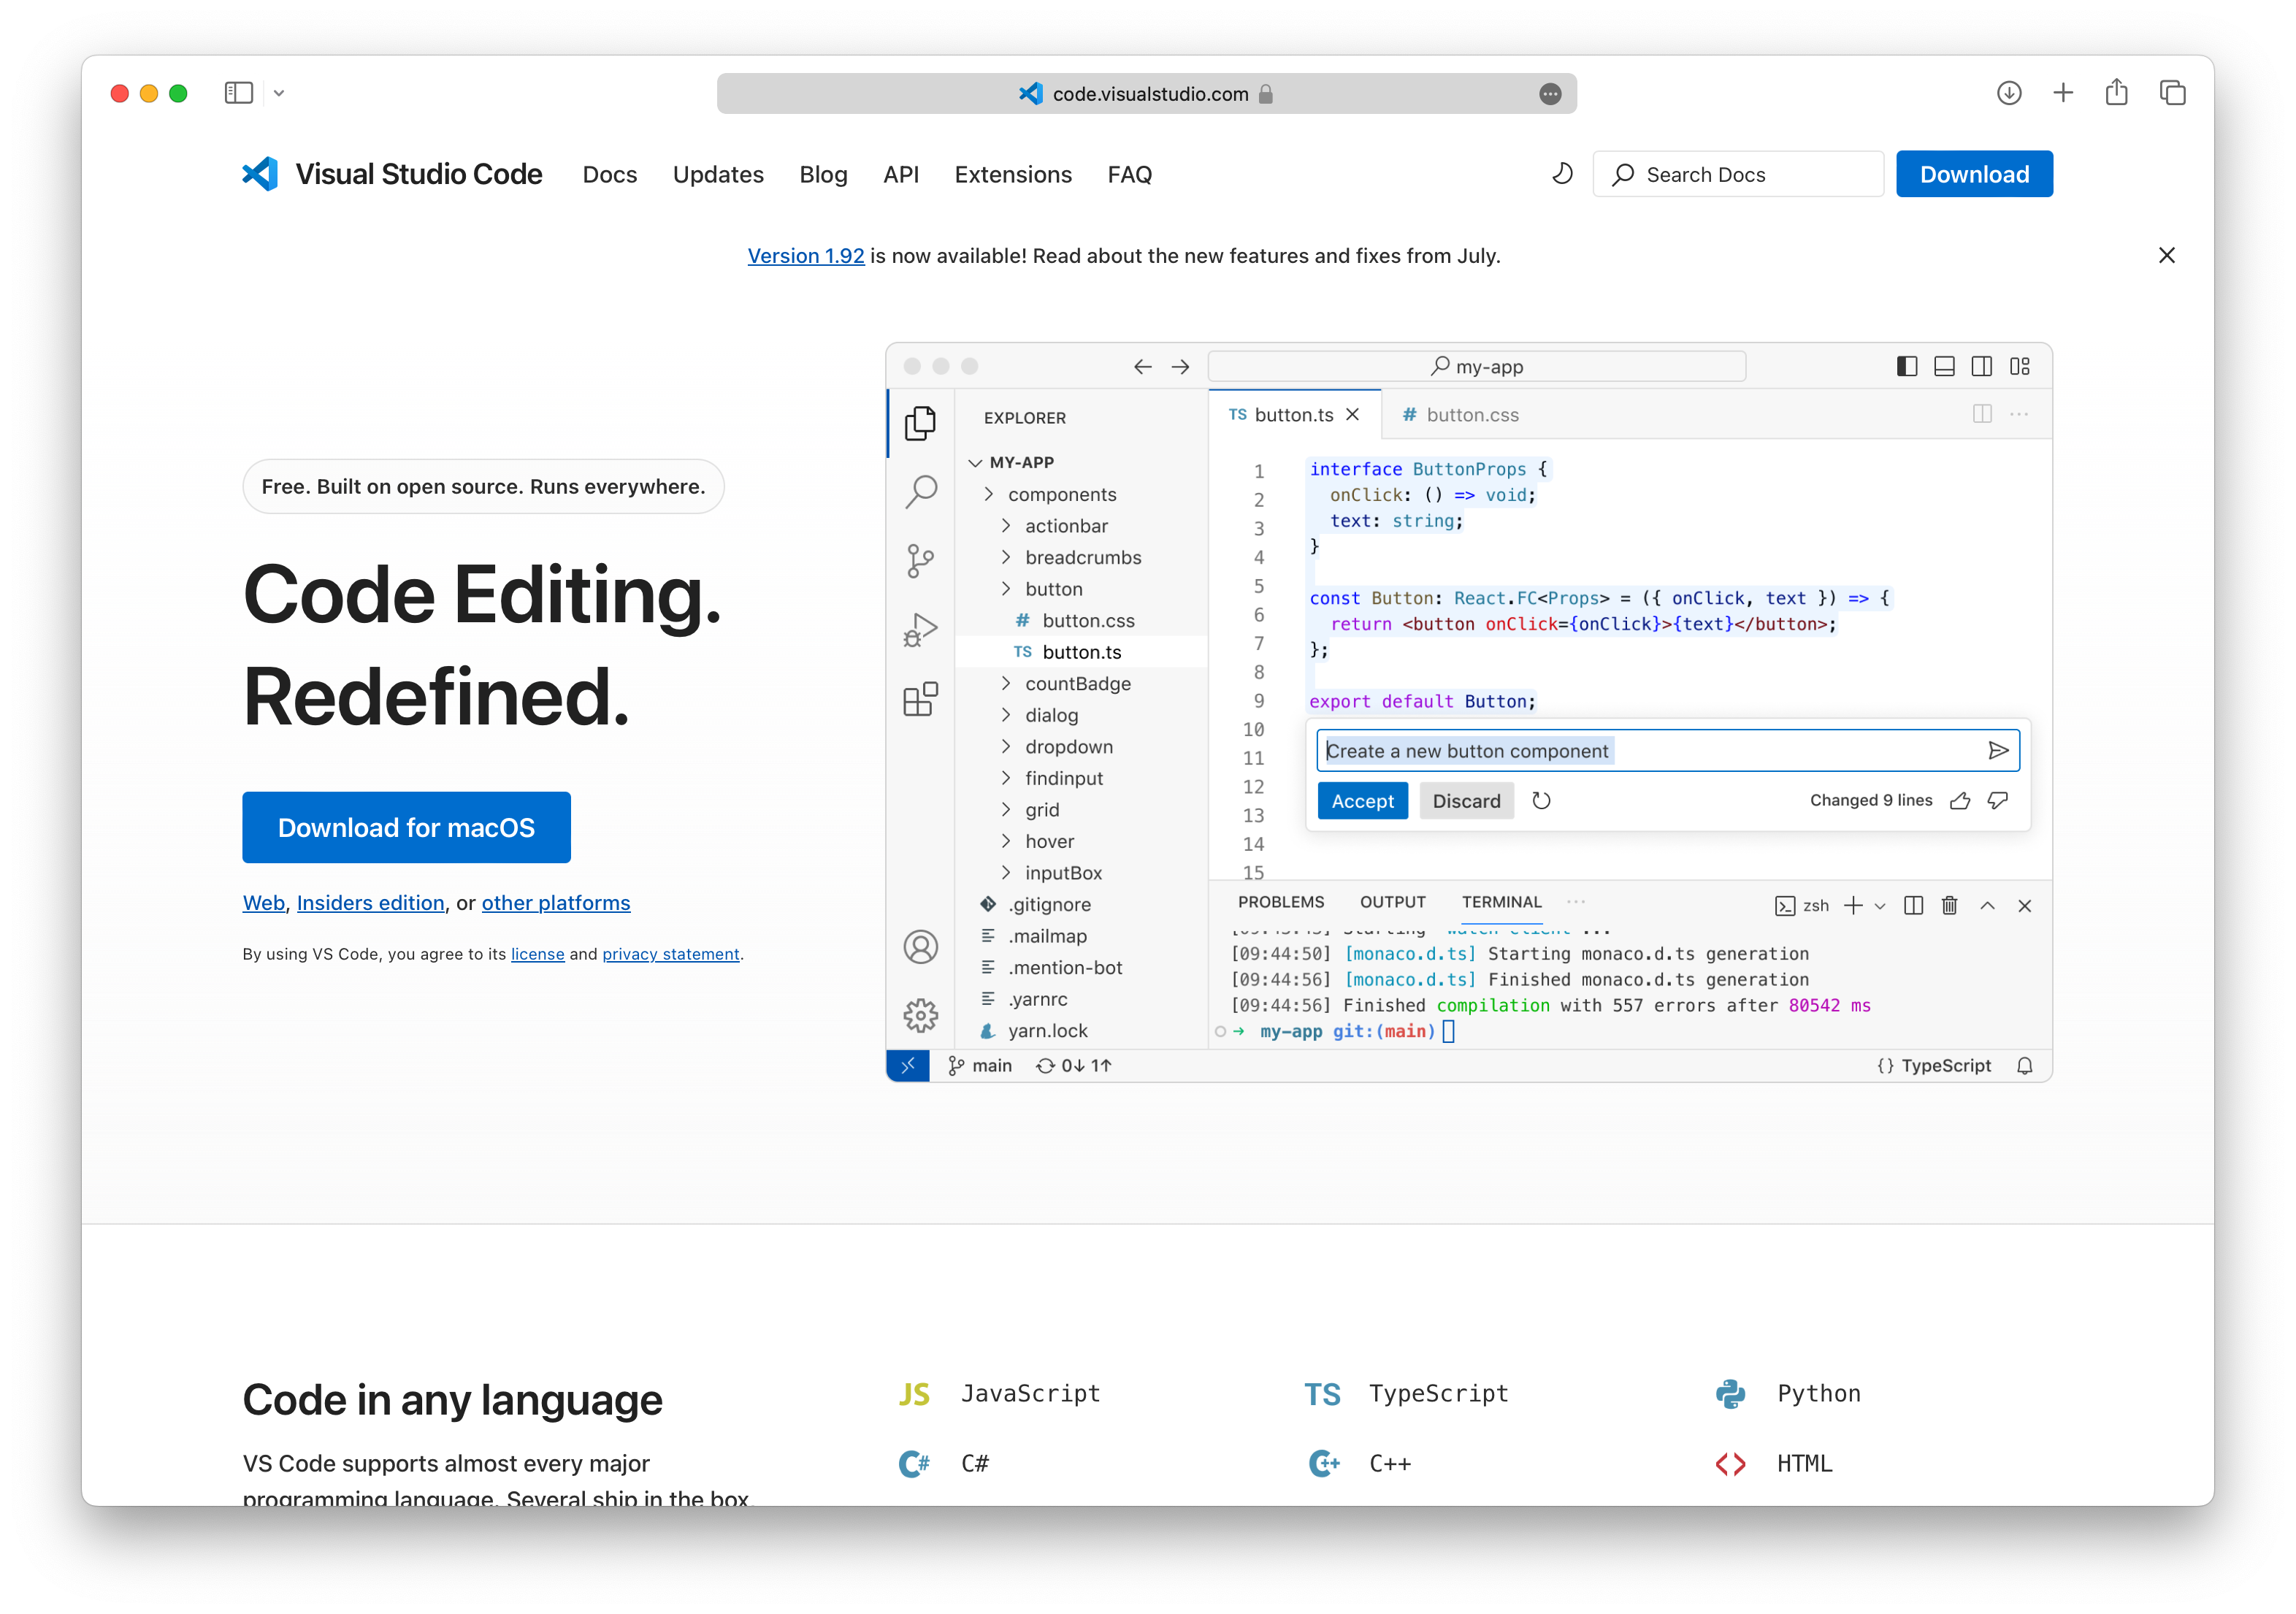 code.visualstudio.com
Visual Studio Code Docs Updates Blog API Extensions FAQ Search Docs Download
Version 1.92 is now available! Read about the new features and fixes from July.
Free. Built on open source. Runs everywhere.
Code Editing.
Redefined.
Download for macOS
Web, Insiders edition, or other platforms
By using VS Code, you agree to its license and privacy statement.
my-app
EXPLORER
MY-APP
components
actionbar
breadcrumbs
button
# button.css
TS button.ts
countBadge
dialog
dropdown
findinput
grid
hover
inputBox
.gitignore
.mailmap
.mention-bot
.yarnrc
yarn.lock
TS button.ts # button.css
1 interface ButtonProps {
2 onClick: () => void;
3 text: string;
4 }
5
6 const Button: React.FC<Props> = ({ onClick, text }) => {
7 return <button onClick={onClick}>{text}</button>;
8 };
9 export default Button;
10
11
12
13
14
15
Create a new button component
Accept Discard Changed 9 lines
PROBLEMS OUTPUT TERMINAL ··· zsh
[09:44:50] [monaco.d.ts] Starting monaco.d.ts generation
[09:44:56] [monaco.d.ts] Finished monaco.d.ts generation
[09:44:56] Finished compilation with 557 errors after 80542 ms
→ my-app git:(main)
main 0↓ 1↑ {} TypeScript
Code in any language
VS Code supports almost every major
programming language. Several ship in the box
JS JavaScript TS TypeScript Python
C# C# C++ C++ HTML